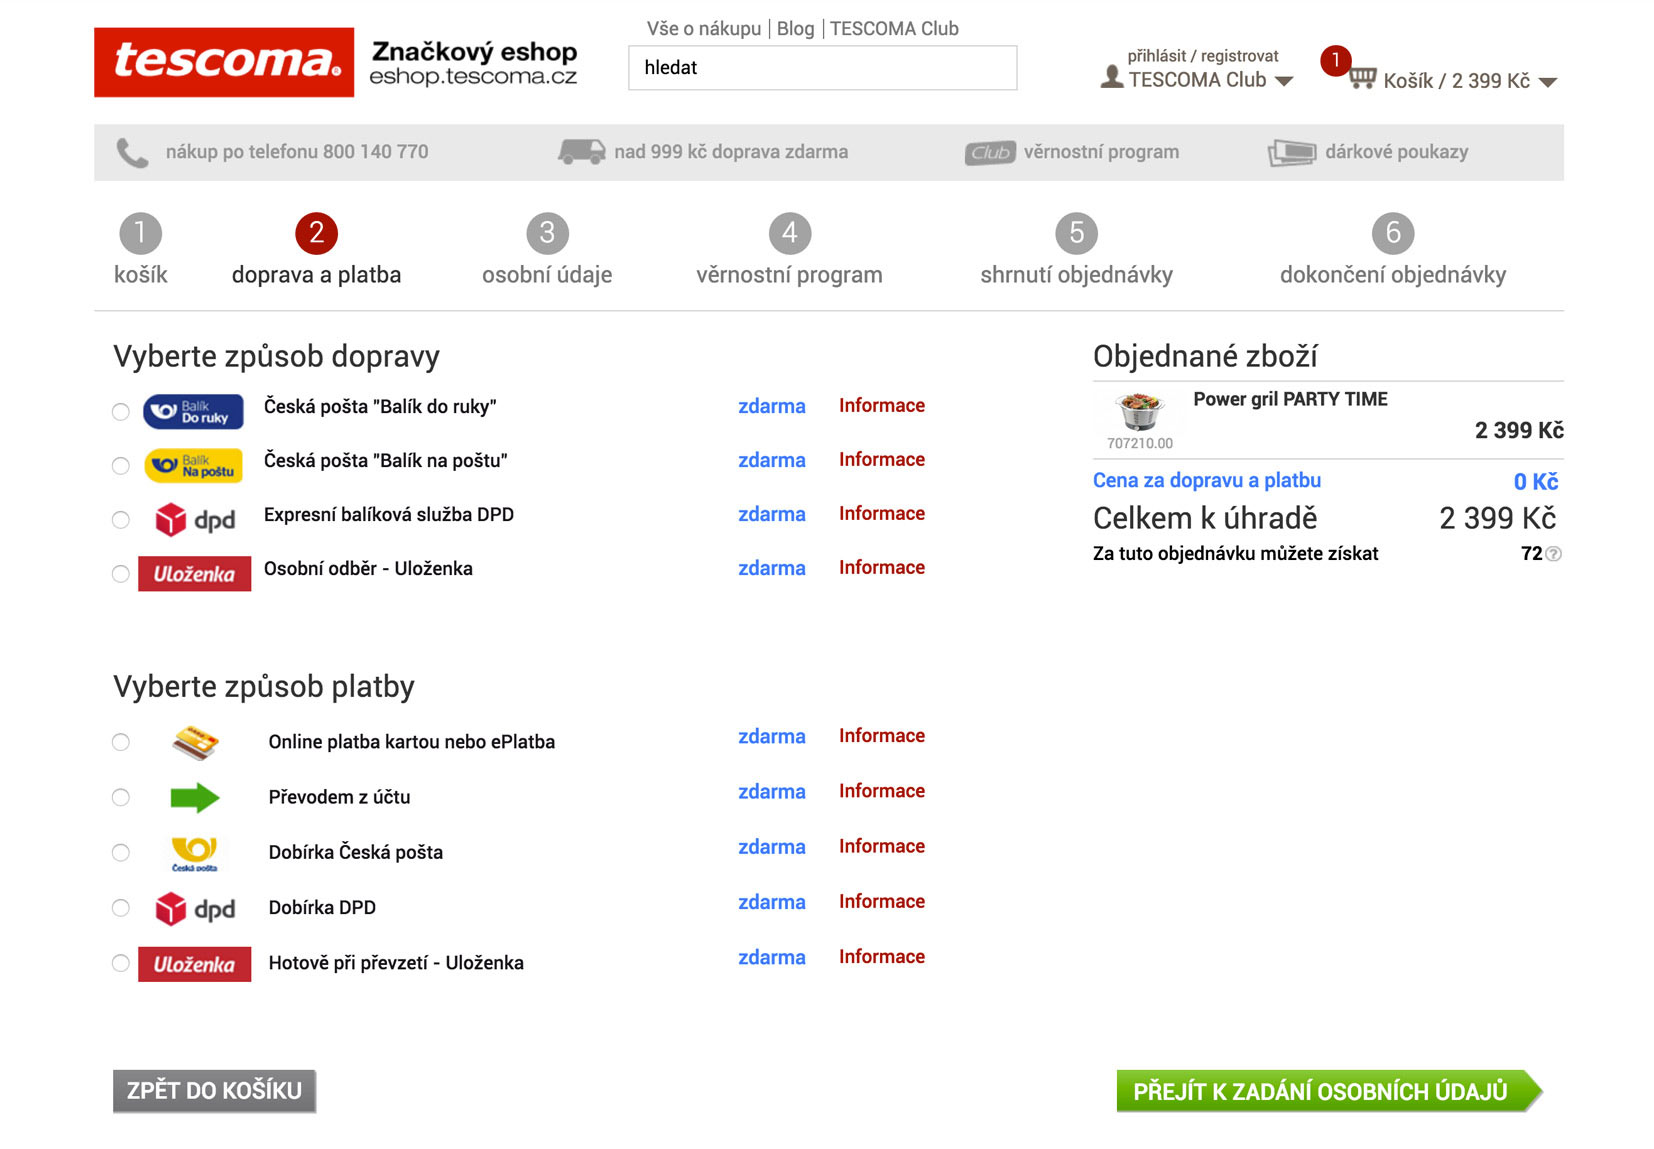 Vše o nákupu | Blog | TESCOMA Club
tescoma.
Značkový eshop
eshop.tescoma.cz
hledat
přihlásit / registrovat
TESCOMA Club
1
Košík / 2 399 Kč
nákup po telefonu 800 140 770
nad 999 kč doprava zdarma
Club věrnostní program
dárkové poukazy
1 košík
2 doprava a platba
3 osobní údaje
4 věrnostní program
5 shrnutí objednávky
6 dokončení objednávky
Vyberte způsob dopravy
Balík Do ruky Česká pošta "Balík do ruky" zdarma Informace
Balík Na poštu Česká pošta "Balík na poštu" zdarma Informace
dpd Expresní balíková služba DPD zdarma Informace
Uloženka Osobní odběr - Uloženka zdarma Informace
Vyberte způsob platby
Online platba kartou nebo ePlatba zdarma Informace
Převodem z účtu zdarma Informace
Česká pošta Dobírka Česká pošta zdarma Informace
dpd Dobírka DPD zdarma Informace
Uloženka Hotově při převzetí - Uloženka zdarma Informace
Objednané zboží
Power gril PARTY TIME
707210.00
2 399 Kč
Cena za dopravu a platbu 0 Kč
Celkem k úhradě 2 399 Kč
Za tuto objednávku můžete získat 72 ?
ZPĚT DO KOŠÍKU
PŘEJÍT K ZADÁNÍ OSOBNÍCH ÚDAJŮ